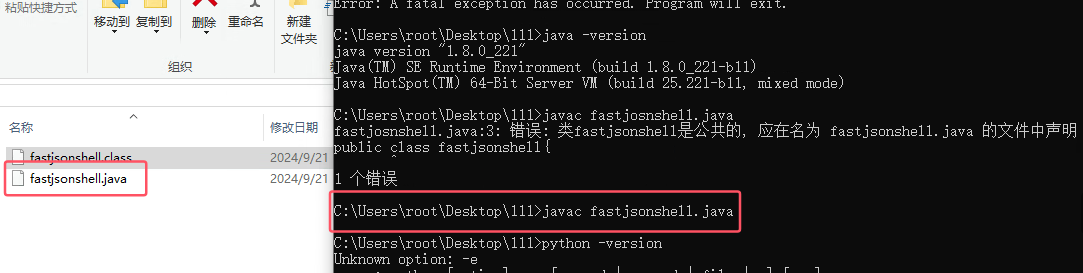 粘贴快捷方式
移动到 复制到
删除 重命名
新建
文件夹
组织
名称
修改日期
fastjsonshell.class
2024/9/21
fastjsonshell.java
2024/9/21
Error: A fatal exception has occurred. Program will exit.
C:\Users\root\Desktop\111>java -version
java version "1.8.0_221"
Java(TM) SE Runtime Environment (build 1.8.0_221-b11)
Java HotSpot(TM) 64-Bit Server VM (build 25.221-b11, mixed mode)
C:\Users\root\Desktop\111>javac fastjosnshell.java
fastjosnshell.java:3: 错误: 类fastjsonshell是公共的, 应在名为 fastjsonshell.java 的文件中声明
public class fastjsonshell{
^
1 个错误
C:\Users\root\Desktop\111>javac fastjsonshell.java
C:\Users\root\Desktop\111>python -version
Unknown option: -e